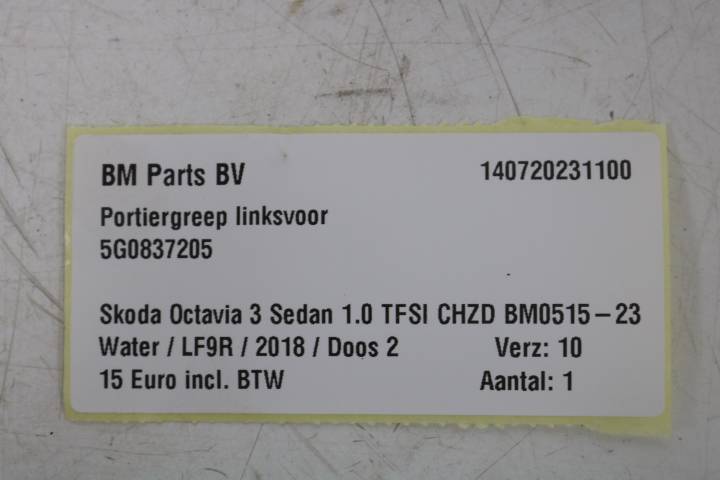 BM Parts BV 140720231100
Portiergreep linksvoor
5G0837205
Skoda Octavia 3 Sedan 1.0 TFSI CHZD BM0515-23
Water / LF9R / 2018 / Doos 2 Verz: 10
15 Euro incl. BTW Aantal: 1